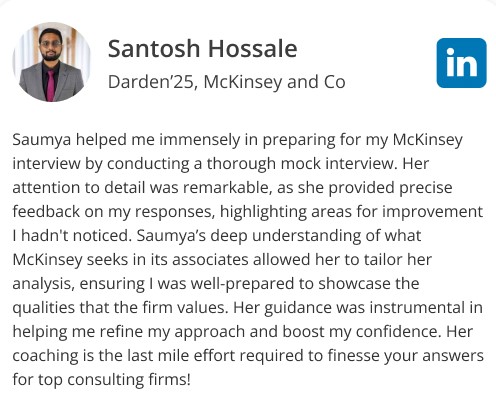 Santosh Hossale
Darden’25, McKinsey and Co
in
Saumya helped me immensely in preparing for my McKinsey
interview by conducting a thorough mock interview. Her
attention to detail was remarkable, as she provided precise
feedback on my responses, highlighting areas for improvement
I hadn't noticed. Saumya’s deep understanding of what
McKinsey seeks in its associates allowed her to tailor her
analysis, ensuring I was well-prepared to showcase the
qualities that the firm values. Her guidance was instrumental in
helping me refine my approach and boost my confidence. Her
coaching is the last mile effort required to finesse your answers
for top consulting firms!